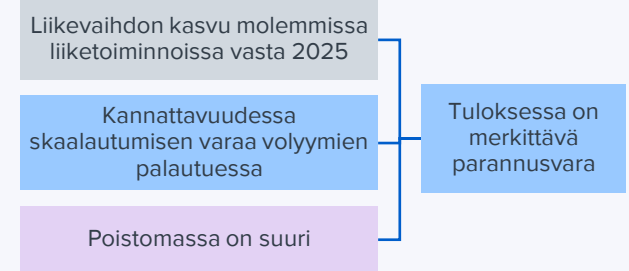 Liikevaihdon kasvu molemmissa
liiketoiminnoissa vasta 2025
Kannattavuudessa
skaalautumisen varaa volyymien
palautuessa
Poistomassa on suuri
Tuloksessa on
merkittävä
parannusvara